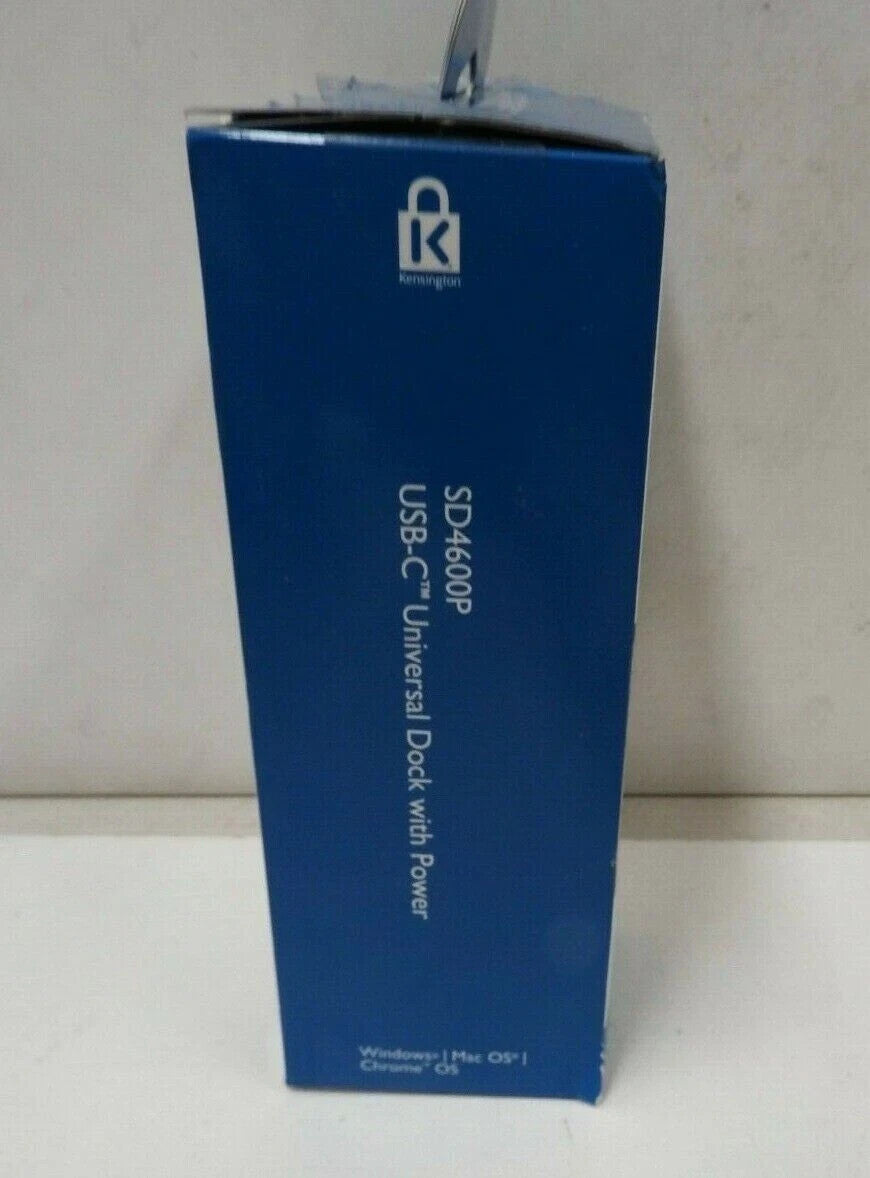 K
Kensington
SD4600P
USB-C™ Universal Dock with Power
Windows® | Mac OS® |
Chrome™ OS